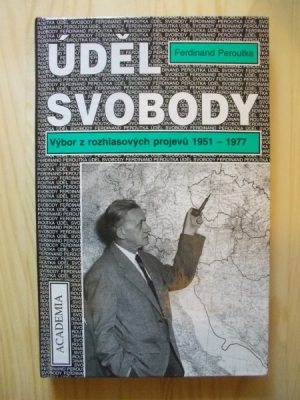 ÚDĚL
Ferdinand Peroutka
SVOBODY
Výbor z rozhlasových projevů 1951 – 1977
ACADEMIA